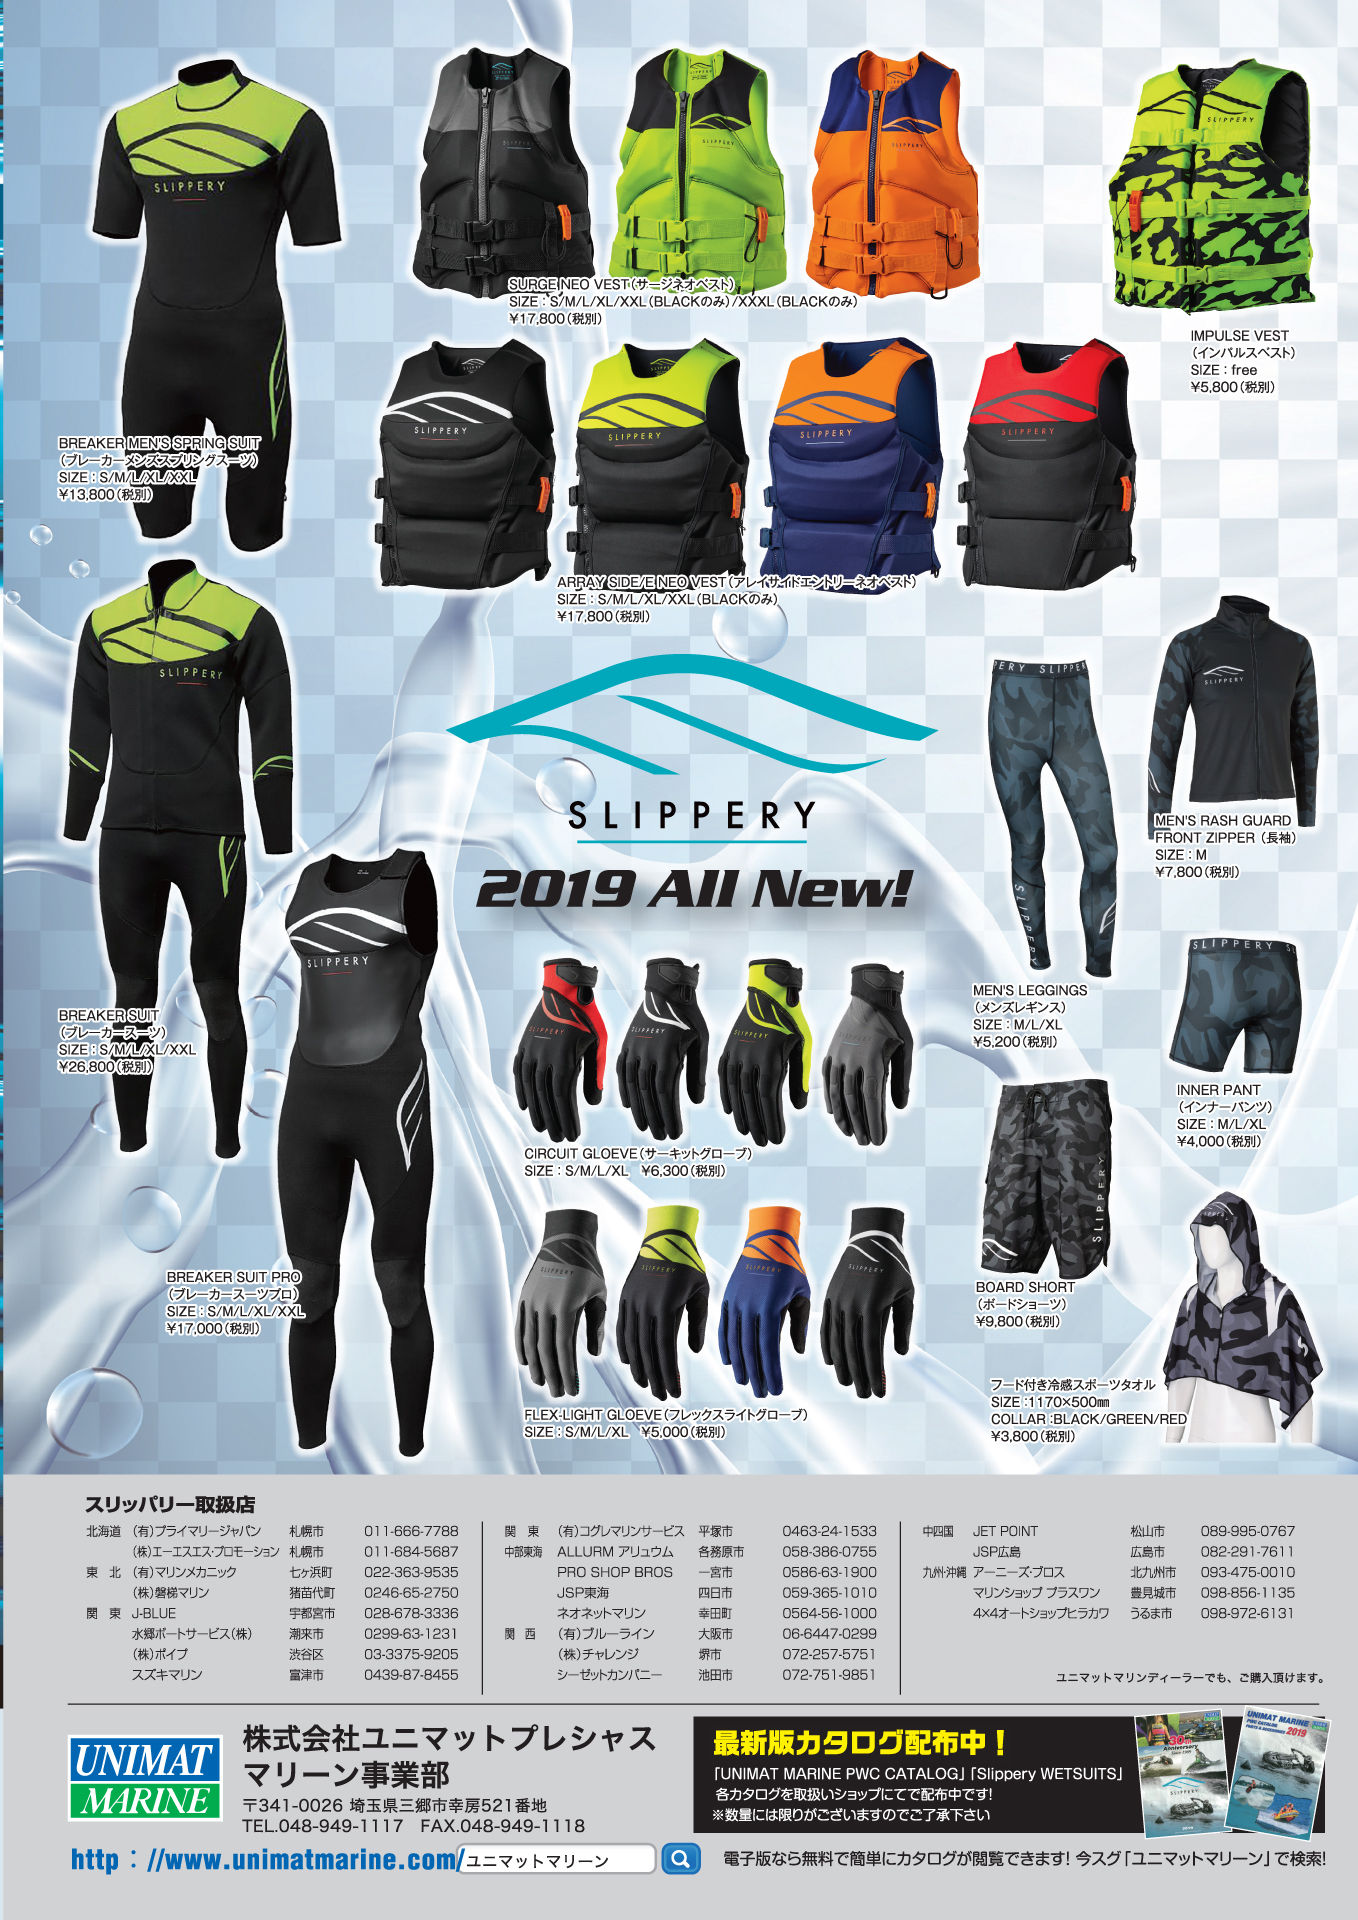 SLIPPERY
BREAKER MEN'S SPRING SUIT
（ブレーカーメンズスプリングスーツ）
SIZE：S/M/L/XL/XXL
¥13,800（税別）
SLIPPERY
SLIPPERY
SLIPPERY
SURGE NEO VEST（サージネオベスト）
SIZE：S/M/L/XL/XXL（BLACKのみ）/XXXL（BLACKのみ）
¥17,800（税別）
SLIPPERY
IMPULSE VEST
（インパルスベスト）
SIZE：free
¥5,800（税別）
SLIPPERY
SLIPPERY
SLIPPERY
SLIPPERY
ARRAY SIDE/E NEO VEST（アレイサイドエントリーネオベスト）
SIZE：S/M/L/XL/XXL（BLACKのみ）
¥17,800（税別）
SLIPPERY
BREAKER SUIT
（ブレーカースーツ）
SIZE：S/M/L/XL/XXL
¥26,800（税別）
SLIPPERY
2019 All New!
SLIPPERY
BREAKER SUIT PRO
（ブレーカースーツプロ）
SIZE：S/M/L/XL/XXL
¥17,000（税別）
PERY SLIPPER
SLIPPERY
MEN'S LEGGINGS
（メンズレギンス）
SIZE：M/L/XL
¥5,200（税別）
SLIPPERY
MEN'S RASH GUARD
FRONT ZIPPER（長袖）
SIZE：M
¥7,800（税別）
SLIPPERY
INNER PANT
（インナーパンツ）
SIZE：M/L/XL
¥4,000（税別）
SLIPPERY
SLIPPERY
SLIPPERY
SLIPPERY
CIRCUIT GLOEVE（サーキットグローブ）
SIZE：S/M/L/XL　¥6,300（税別）
SLIPPERY
SLIPPERY
SLIPPERY
SLIPPERY
FLEX-LIGHT GLOEVE（フレックスライトグローブ）
SIZE：S/M/L/XL　¥5,000（税別）
SLIPPERY
BOARD SHORT
（ボードショーツ）
¥9,800（税別）
SLIPPERY
フード付き冷感スポーツタオル
SIZE：1170×500㎜
COLLAR：BLACK/GREEN/RED
¥3,800（税別）
スリッパリー取扱店
北海道 （有）プライマリージャパン 札幌市 011-666-7788
（株）エーエスエス・プロモーション 札幌市 011-684-5687
東　北 （有）マリンメカニック 七ヶ浜町 022-363-9535
（株）磐梯マリン 猪苗代町 0246-65-2750
関　東 J-BLUE 宇都宮市 028-678-3336
水郷ボートサービス（株） 潮来市 0299-63-1231
（株）ポイプ 渋谷区 03-3375-9205
スズキマリン 富津市 0439-87-8455
関　東 （有）コグレマリンサービス 平塚市 0463-24-1533
中部東海 ALLURM アリュウム 各務原市 058-386-0755
PRO SHOP BROS 一宮市 0586-63-1900
JSP東海 四日市 059-365-1010
ネオネットマリン 幸田町 0564-56-1000
関　西 （有）ブルーライン 大阪市 06-6447-0299
（株）チャレンジ 堺市 072-257-5751
シーゼットカンパニー 池田市 072-751-9851
中四国 JET POINT 松山市 089-995-0767
JSP広島 広島市 082-291-7611
九州・沖縄 アーニーズ・プロス 北九州市 093-475-0010
マリンショップ プラスワン 豊見城市 098-856-1135
4×4オートショップヒラカワ うるま市 098-972-6131
ユニマットマリンディーラーでも、ご購入頂けます。
UNIMAT
MARINE
株式会社ユニマットプレシャス
マリーン事業部
〒341-0026 埼玉県三郷市幸房521番地
TEL.048-949-1117　FAX.048-949-1118
最新版カタログ配布中！
「UNIMAT MARINE PWC CATALOG」「Slippery WETSUITS」
各カタログを取扱いショップにてで配布中です！
※数量には限りがございますのでご了承下さい
30th
Anniversary
SLIPPERY
2019
UNIMAT MARINE
PWC CATALOG
PARTS & ACCESSORIES 2019
http：//www.unimatmarine.com/
ユニマットマリーン
電子版なら無料で簡単にカタログが閲覧できます！今スグ「ユニマットマリーン」で検索！